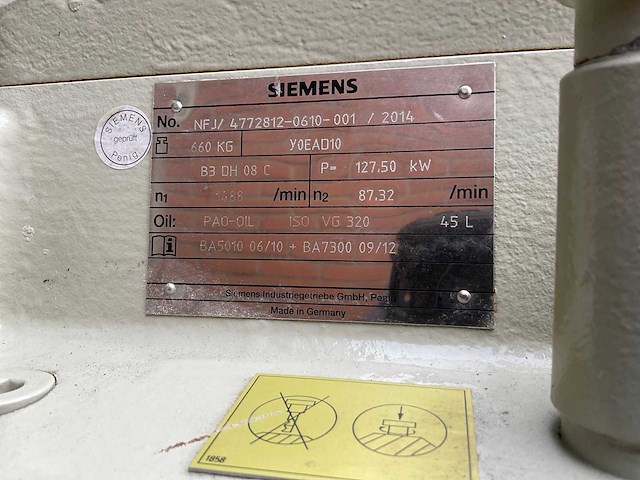 SIEMENS
No. NFJ/ 4772812-0610-001 / 2014
660 KG Y0EAD10
B3 DH 08 C P= 127,50 kW
n1 /min n2 87,32 /min
Oil: PAO-OIL ISO VG 320 45 L
BA5010 06/10 + BA7300 09/12
Siemens Industriegetriebe GmbH, Penig
Made in Germany
SIEMENS
geprüft
Penig
1858